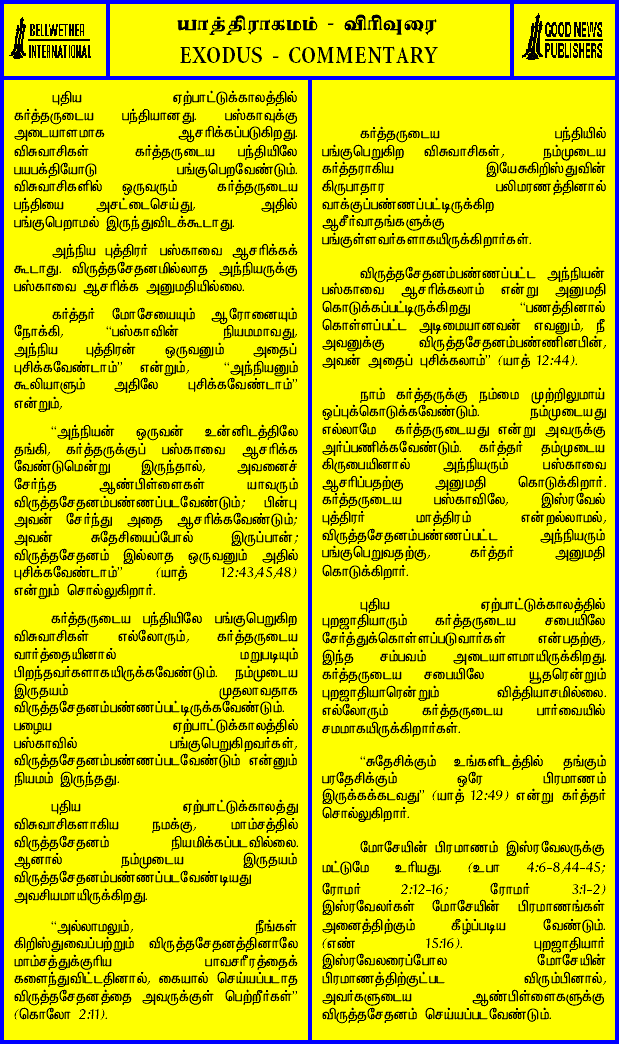 BELLWETHER
INTERNATIONAL
யாத்திராகமம் - விரிவுரை
EXODUS - COMMENTARY
GOOD NEWS
PUBLISHERS
புதிய ஏற்பாட்டுக்காலத்தில்
கர்த்தருடைய பந்தியானது. பஸ்காவுக்கு
அடையாளமாக ஆசரிக்கப்படுகிறது.
விசுவாசிகள் கர்த்தருடைய பந்தியிலே
பயபக்தியோடு பங்குபெறவேண்டும்.
விசுவாசிகளில் ஒருவரும் கர்த்தருடைய
பந்தியை அசட்டைசெய்து, அதில்
பங்குபெறாமல் இருந்துவிடக்கூடாது.
அந்நிய புத்திரர் பஸ்காவை ஆசரிக்கக்
கூடாது. விருத்தசேதனமில்லாத அந்நியருக்கு
பஸ்காவை ஆசரிக்க அனுமதியில்லை.
கர்த்தர் மோசேயையும் ஆரோனையும்
நோக்கி, “பஸ்காவின் நியமமாவது,
அந்நிய புத்திரன் ஒருவனும் அதைப்
புசிக்கவேண்டாம்” என்றும், “அந்நியனும்
கூலியாளும் அதிலே புசிக்கவேண்டாம்”
என்றும்,
“அந்நியன் ஒருவன் உன்னிடத்திலே
தங்கி, கர்த்தருக்குப் பஸ்காவை ஆசரிக்க
வேண்டுமென்று இருந்தால், அவனைச்
சேர்ந்த ஆண்பிள்ளைகள் யாவரும்
விருத்தசேதனம்பண்ணப்படவேண்டும்; பின்பு
அவன் சேர்ந்து அதை ஆசரிக்கவேண்டும்;
அவன் சுதேசியைப்போல் இருப்பான்;
விருத்தசேதனம் இல்லாத ஒருவனும் அதில்
புசிக்கவேண்டாம்” (யாத் 12:43,45,48)
என்றும் சொல்லுகிறார்.
கர்த்தருடைய பந்தியிலே பங்குபெறுகிற
விசுவாசிகள் எல்லோரும், கர்த்தருடைய
வார்த்தையினால் மறுபடியும்
பிறந்தவர்களாகயிருக்கவேண்டும். நம்முடைய
இருதயம் முதலாவதாக
விருத்தசேதனம்பண்ணப்பட்டிருக்கவேண்டும்.
பழைய ஏற்பாட்டுக்காலத்தில்
பஸ்காவில் பங்குபெறுகிறவர்கள்,
விருத்தசேதனம்பண்ணப்படவேண்டும் என்னும்
நியமம் இருந்தது.
புதிய ஏற்பாட்டுக்காலத்து
விசுவாசிகளாகிய நமக்கு, மாம்சத்தில்
விருத்தசேதனம் நியமிக்கப்படவில்லை.
ஆனால் நம்முடைய இருதயம்
விருத்தசேதனம்பண்ணப்படவேண்டியது
அவசியமாயிருக்கிறது.
“அல்லாமலும், நீங்கள்
கிறிஸ்துவைப்பற்றும் விருத்தசேதனத்தினாலே
மாம்சத்துக்குரிய பாவசரீரத்தைக்
களைந்துவிட்டதினால், கையால் செய்யப்படாத
விருத்தசேதனத்தை அவருக்குள் பெற்றீர்கள்”
(கொலோ 2:11).
கர்த்தருடைய பந்தியில்
பங்குபெறுகிற விசுவாசிகள், நம்முடைய
கர்த்தராகிய இயேசுகிறிஸ்துவின்
கிருபாதார பலிமரணத்தினால்
வாக்குப்பண்ணப்பட்டிருக்கிற
ஆசீர்வாதங்களுக்கு
பங்குள்ளவர்களாகயிருக்கிறார்கள்.
விருத்தசேதனம்பண்ணப்பட்ட அந்நியன்
பஸ்காவை ஆசரிக்கலாம் என்று அனுமதி
கொடுக்கப்பட்டிருக்கிறது “பணத்தினால்
கொள்ளப்பட்ட அடிமையானவன் எவனும், நீ
அவனுக்கு விருத்தசேதனம்பண்ணினபின்,
அவன் அதைப் புசிக்கலாம்” (யாத் 12:44).
நாம் கர்த்தருக்கு நம்மை முற்றிலுமாய்
ஒப்புக்கொடுக்கவேண்டும். நம்முடையது
எல்லாமே கர்த்தருடையது என்று அவருக்கு
அர்ப்பணிக்கவேண்டும். கர்த்தர் தம்முடைய
கிருபையினால் அந்நியரும் பஸ்காவை
ஆசரிப்பதற்கு அனுமதி கொடுக்கிறார்.
கர்த்தருடைய பஸ்காவிலே, இஸ்ரவேல்
புத்திரர் மாத்திரம் என்றல்லாமல்,
விருத்தசேதனம்பண்ணப்பட்ட அந்நியரும்
பங்குபெறுவதற்கு, கர்த்தர் அனுமதி
கொடுக்கிறார்.
புதிய ஏற்பாட்டுக்காலத்தில்
புறஜாதியாரும் கர்த்தருடைய சபையிலே
சேர்த்துக்கொள்ளப்படுவார்கள் என்பதற்கு,
இந்த சம்பவம் அடையாளமாயிருக்கிறது.
கர்த்தருடைய சபையிலே யூதரென்றும்
புறஜாதியாரென்றும் வித்தியாசமில்லை.
எல்லோரும் கர்த்தருடைய பார்வையில்
சமமாகயிருக்கிறார்கள்.
“சுதேசிக்கும் உங்களிடத்தில் தங்கும்
பரதேசிக்கும் ஒரே பிரமாணம்
இருக்கக்கடவது” (யாத் 12:49) என்று கர்த்தர்
சொல்லுகிறார்.
மோசேயின் பிரமாணம் இஸ்ரவேலருக்கு
மட்டுமே உரியது. (உபா 4:6-8,44-45;
ரோமர் 2:12-16; ரோமர் 3:1-2)
இஸ்ரவேலர்கள் மோசேயின் பிரமாணங்கள்
அனைத்திற்கும் கீழ்ப்படிய வேண்டும்.
(எண் 15:16). புறஜாதியார்
இஸ்ரவேலரைப்போல மோசேயின்
பிரமாணத்திற்குட்பட விரும்பினால்,
அவர்களுடைய ஆண்பிள்ளைகளுக்கு
விருத்தசேதனம் செய்யப்படவேண்டும்.